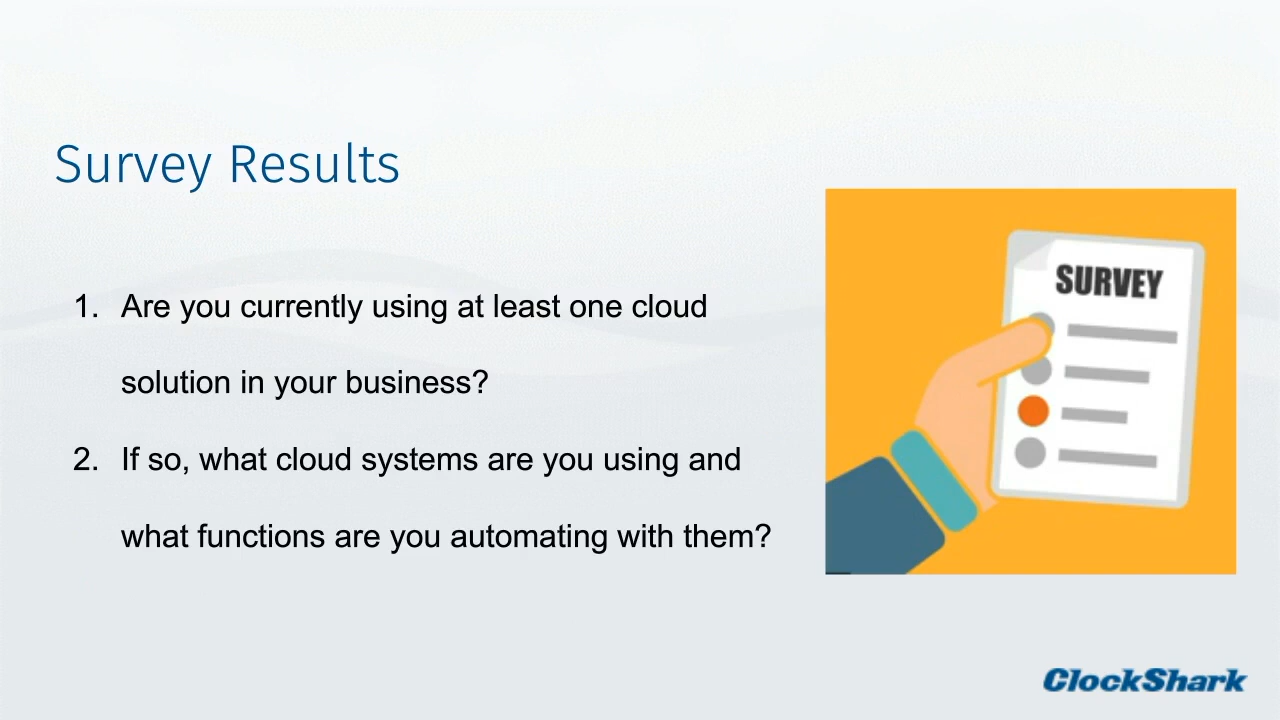 Survey Results
1. Are you currently using at least one cloud
solution in your business?
2. If so, what cloud systems are you using and
what functions are you automating with them?
SURVEY
ClockShark